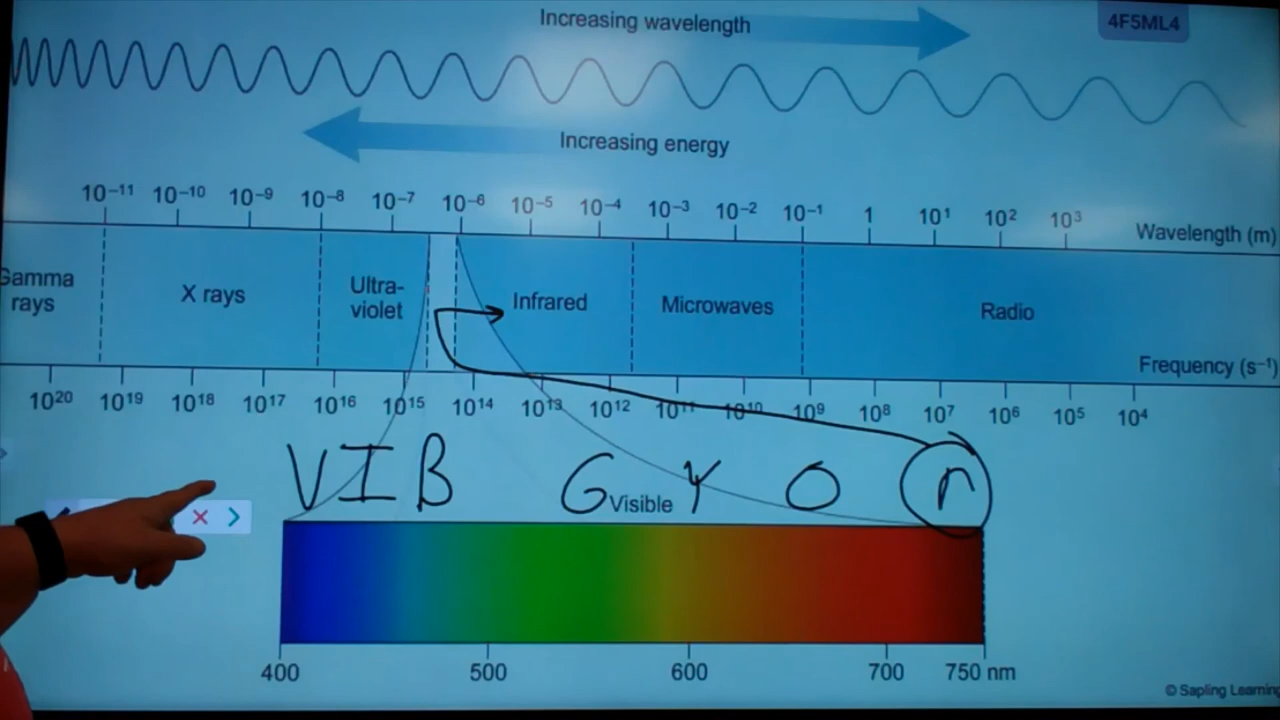 Increasing wavelength
4F5ML4
Increasing energy
10⁻¹¹ 10⁻¹⁰ 10⁻⁹ 10⁻⁸ 10⁻⁷ 10⁻⁶ 10⁻⁵ 10⁻⁴ 10⁻³ 10⁻² 10⁻¹ 1 10¹ 10² 10³ Wavelength (m)
Gamma rays
X rays
Ultra-
violet
Infrared
Microwaves
Radio
Frequency (s⁻¹)
10²⁰ 10¹⁹ 10¹⁸ 10¹⁷ 10¹⁶ 10¹⁵ 10¹⁴ 10¹³ 10¹² 10¹¹ 10¹⁰ 10⁹ 10⁸ 10⁷ 10⁶ 10⁵ 10⁴
V I B G Y O r
Visible
400 500 600 700 750 nm
© Sapling Learning